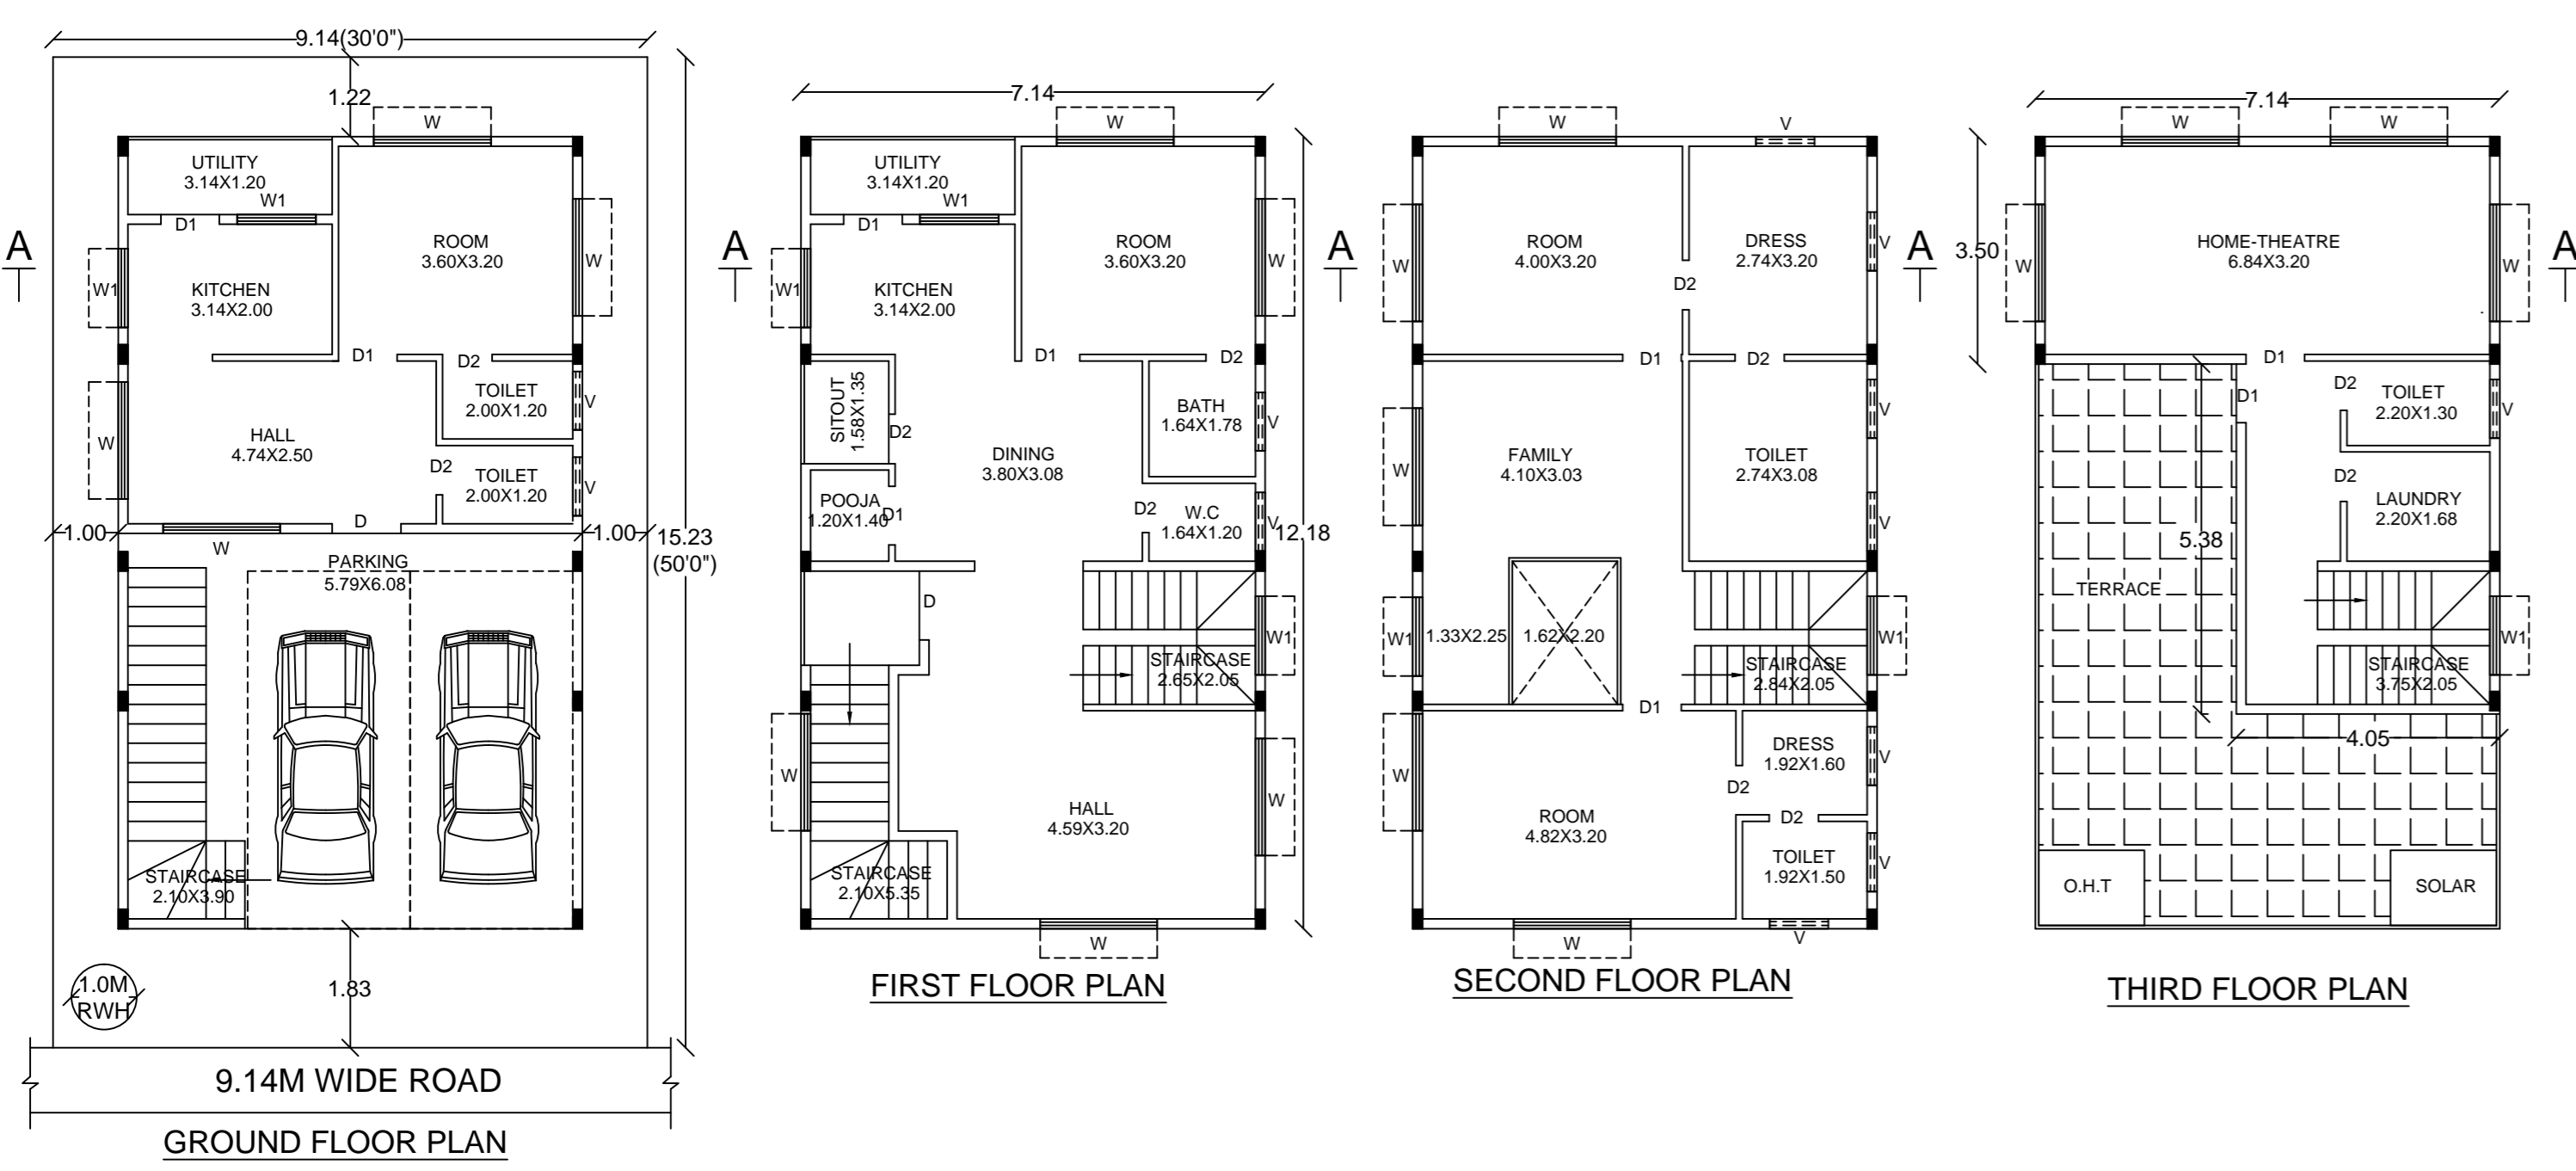 9.14(30'0")
1.22
W
UTILITY
3.14X1.20
W1
D1
ROOM
3.60X3.20
W
A
W1
KITCHEN
3.14X2.00
D1
D2
TOILET
2.00X1.20
V
W
HALL
4.74X2.50
D2
TOILET
2.00X1.20
V
1.00
D
1.00
15.23
(50'0")
W
PARKING
5.79X6.08
STAIRCASE
2.10X3.90
1.0M
RWH
1.83
9.14M WIDE ROAD
GROUND FLOOR PLAN
7.14
W
UTILITY
3.14X1.20
W1
D1
ROOM
3.60X3.20
W
A
W1
KITCHEN
3.14X2.00
D1
D2
SITOUT
1.58X1.35
D2
BATH
1.64X1.78
V
DINING
3.80X3.08
POOJA
1.20X1.40
D1
D2
W.C
1.64X1.20
V
12.18
D
W1
STAIRCASE
2.65X2.05
W
W
HALL
4.59X3.20
STAIRCASE
2.10X5.35
W
FIRST FLOOR PLAN
W
V
A
W
ROOM
4.00X3.20
DRESS
2.74X3.20
V
D2
D1
D2
V
W
FAMILY
4.10X3.03
TOILET
2.74X3.08
V
W1
1.33X2.25
1.62X2.20
W1
STAIRCASE
2.84X2.05
D1
W
DRESS
1.92X1.60
V
D2
ROOM
4.82X3.20
D2
TOILET
1.92X1.50
V
W
V
SECOND FLOOR PLAN
7.14
W
W
A
3.50
W
HOME-THEATRE
6.84X3.20
W
A
D1
D1
D2
TOILET
2.20X1.30
V
D2
LAUNDRY
2.20X1.68
5.38
TERRACE
W1
STAIRCASE
3.75X2.05
4.05
O.H.T
SOLAR
THIRD FLOOR PLAN